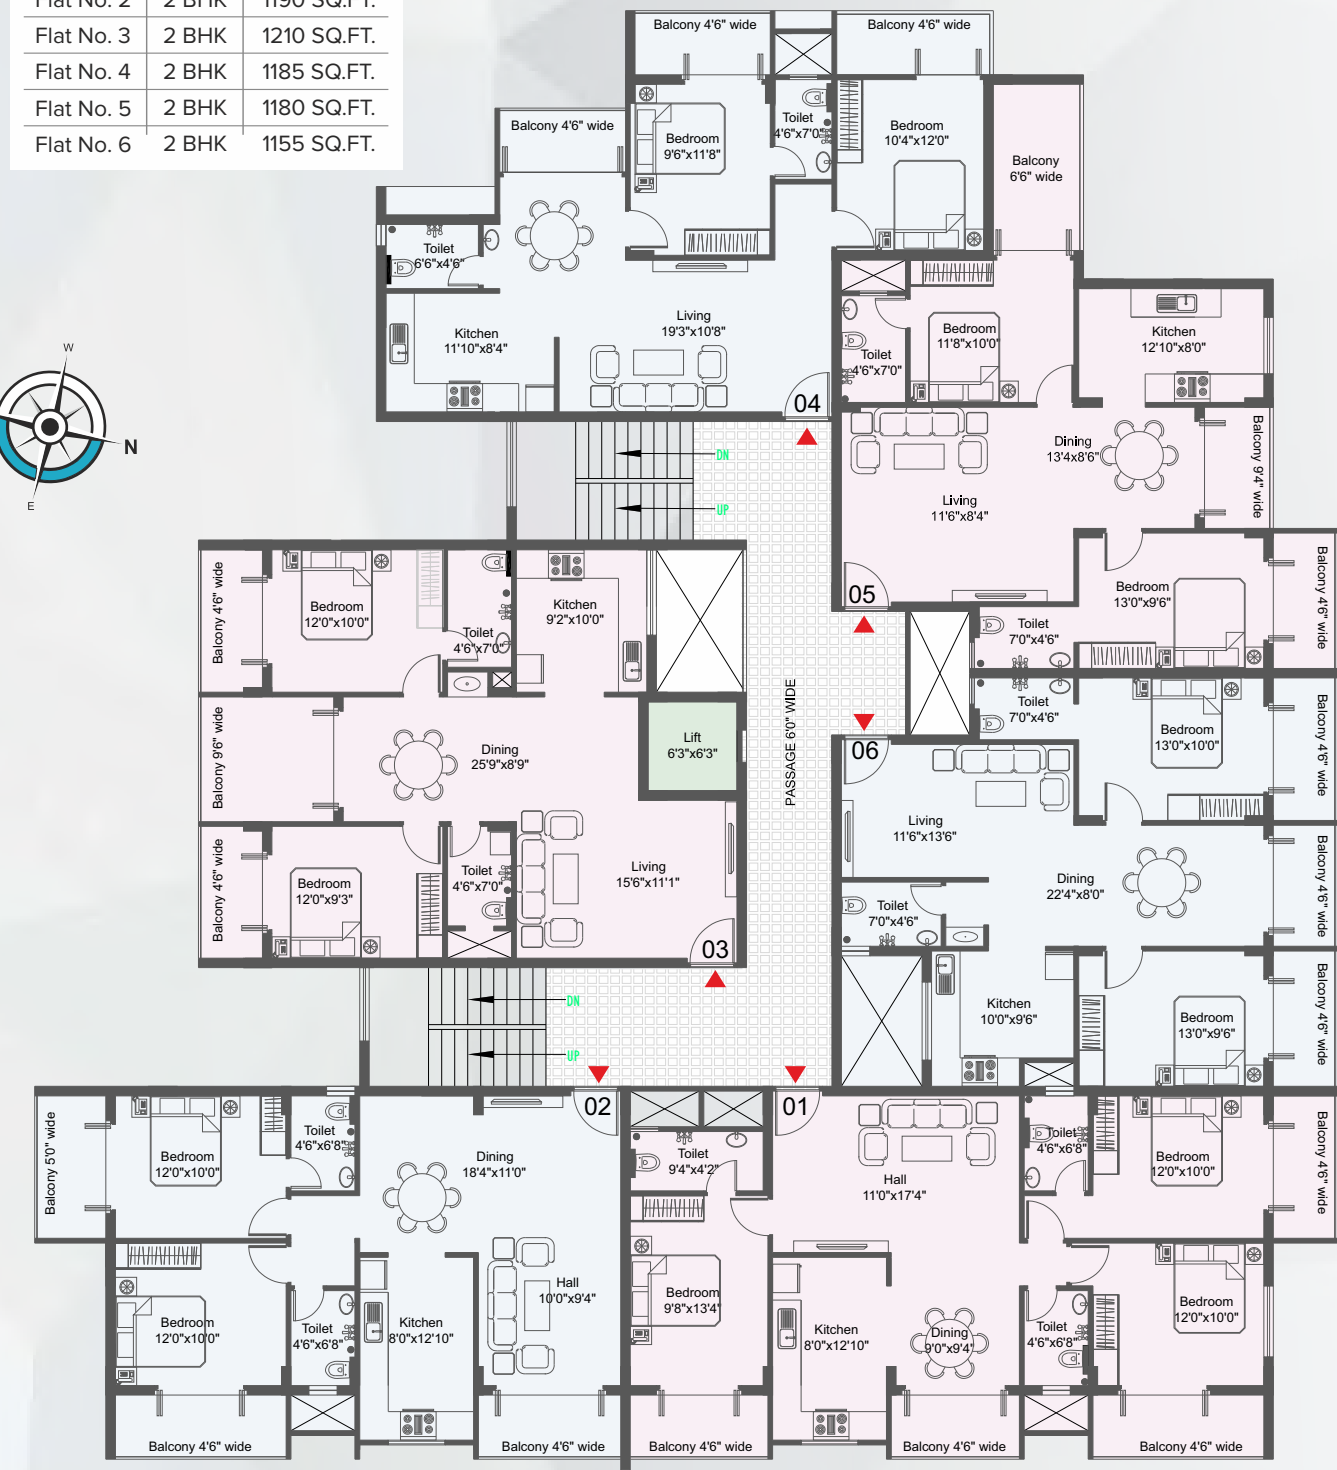 Flat No. 2 2 BHK 1190 SQ.FT.
Flat No. 3 2 BHK 1210 SQ.FT.
Flat No. 4 2 BHK 1185 SQ.FT.
Flat No. 5 2 BHK 1180 SQ.FT.
Flat No. 6 2 BHK 1155 SQ.FT.
W
N
E
Balcony 4'6" wide
Balcony 4'6" wide
Balcony 4'6" wide
Bedroom
9'6"x11'8"
Toilet
4'6"x7'0"
Bedroom
10'4"x12'0"
Toilet
6'6"x4'6"
Kitchen
11'10"x8'4"
Living
19'3"x10'8"
04
Balcony
6'6" wide
Bedroom
11'8"x10'0"
Toilet
4'6"x7'0"
Kitchen
12'10"x8'0"
Dining
13'4x8'6"
Balcony 9'4" wide
Living
11'6"x8'4"
05
Bedroom
13'0"x9'6"
Balcony 4'6" wide
Toilet
7'0"x4'6"
DN
UP
PASSAGE 6'0" WIDE
Balcony 4'6" wide
Bedroom
12'0"x10'0"
Toilet
4'6"x7'0"
Kitchen
9'2"x10'0"
Balcony 9'6" wide
Dining
25'9"x8'9"
Lift
6'3"x6'3"
Balcony 4'6" wide
Bedroom
12'0"x9'3"
Toilet
4'6"x7'0"
Living
15'6"x11'1"
03
Toilet
7'0"x4'6"
Bedroom
13'0"x10'0"
Balcony 4'6" wide
06
Living
11'6"x13'6"
Dining
22'4"x8'0"
Balcony 4'6" wide
Toilet
7'0"x4'6"
Kitchen
10'0"x9'6"
Bedroom
13'0"x9'6"
Balcony 4'6" wide
DN
UP
02
Balcony 5'0" wide
Bedroom
12'0"x10'0"
Toilet
4'6"x6'8"
Dining
18'4"x11'0"
Bedroom
12'0"x10'0"
Toilet
4'6"x6'8"
Kitchen
8'0"x12'10"
Hall
10'0"x9'4"
Balcony 4'6" wide
Balcony 4'6" wide
01
Toilet
9'4"x4'2"
Hall
11'0"x17'4"
Toilet
4'6"x6'8"
Bedroom
12'0"x10'0"
Balcony 4'6" wide
Bedroom
9'8"x13'4"
Kitchen
8'0"x12'10"
Dining
9'0"x9'4"
Toilet
4'6"x6'8"
Bedroom
12'0"x10'0"
Balcony 4'6" wide
Balcony 4'6" wide
Balcony 4'6" wide